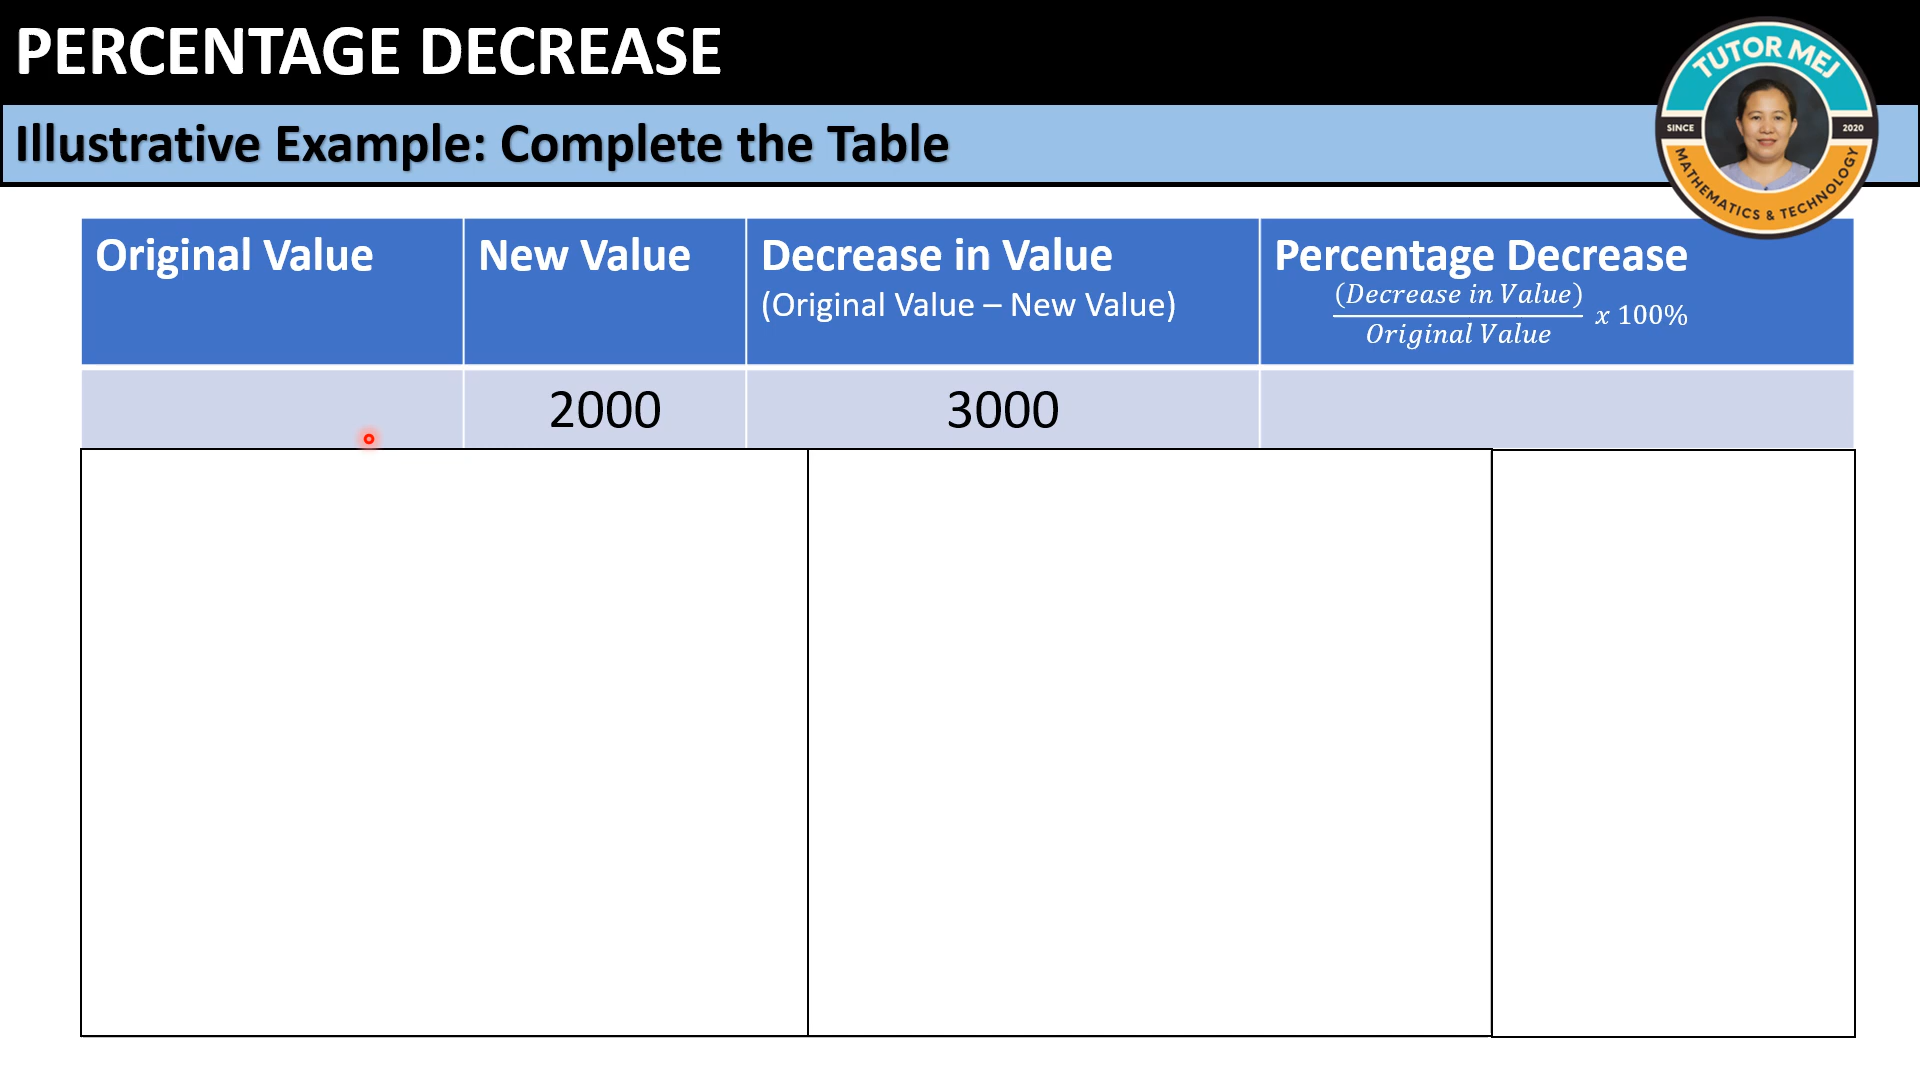 PERCENTAGE DECREASE
Illustrative Example: Complete the Table
TUTOR MEJ
SINCE 2020
MATHEMATICS & TECHNOLOGY
Original Value New Value Decrease in Value Percentage Decrease
(Original Value – New Value)
(Decrease in Value)
Original Value
x 100%
2000 3000